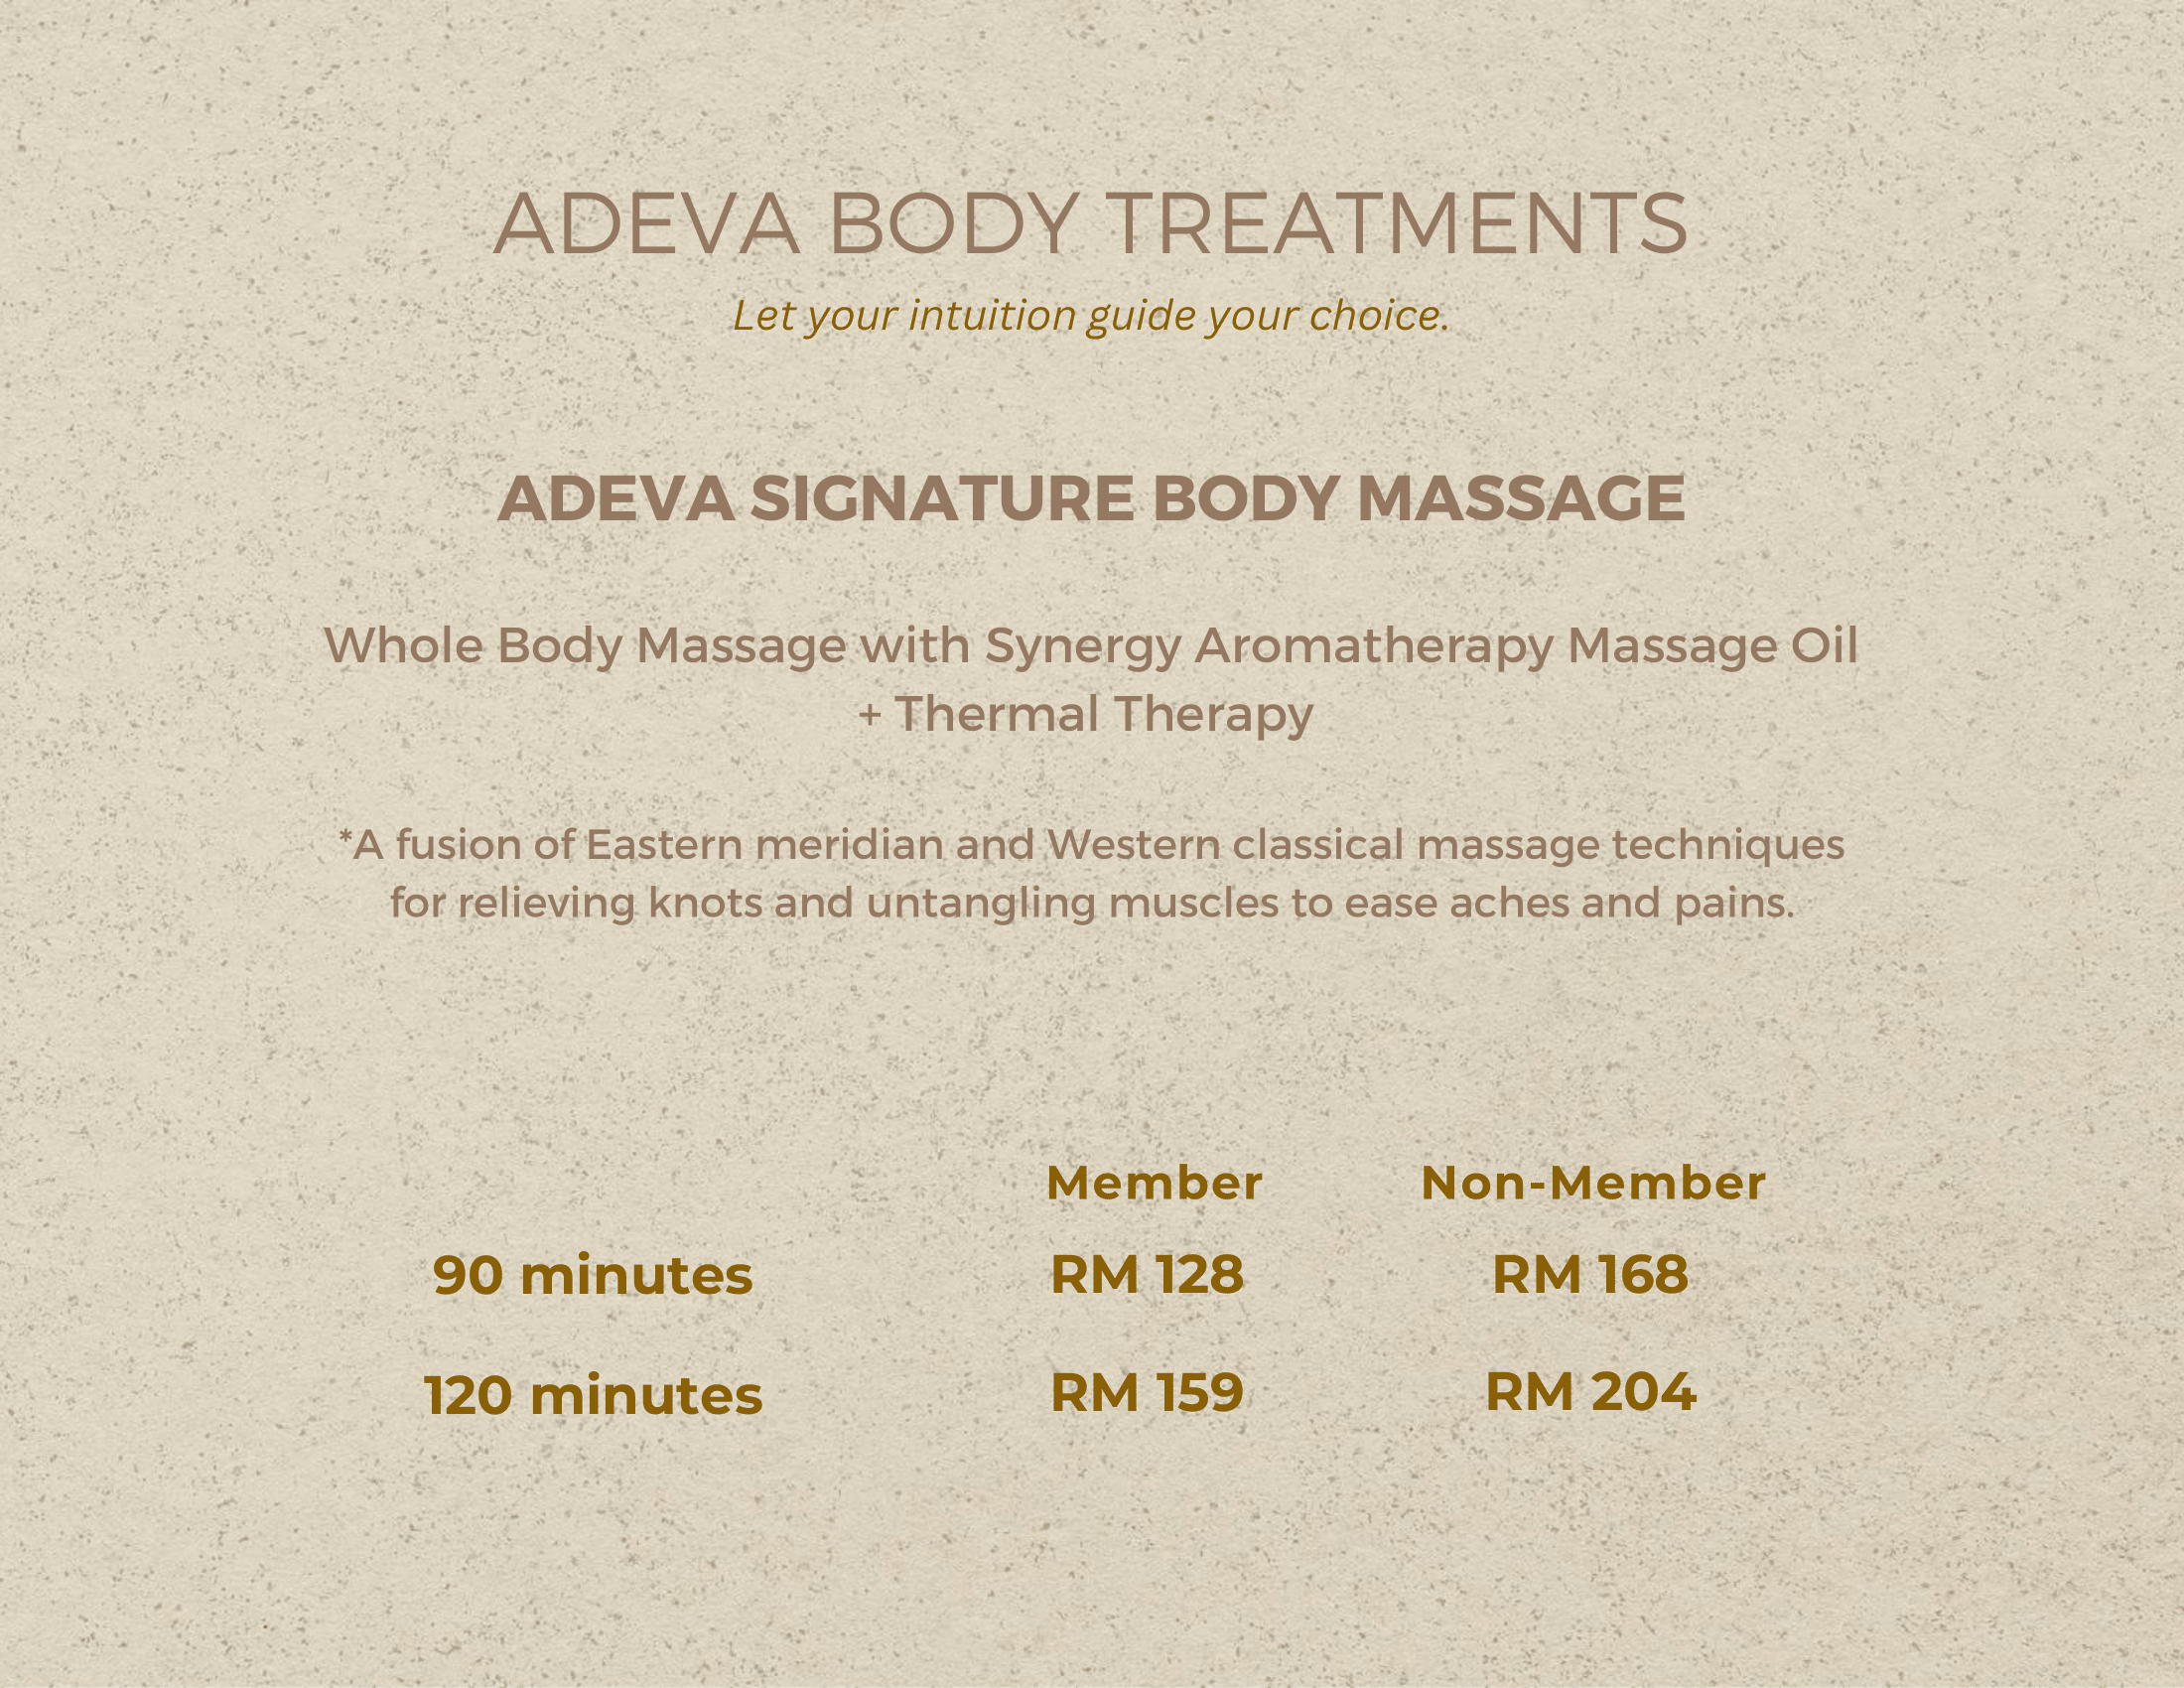 ADEVA BODY TREATMENTS
Let your intuition guide your choice.
ADEVA SIGNATURE BODY MASSAGE
Whole Body Massage with Synergy Aromatherapy Massage Oil
+ Thermal Therapy
*A fusion of Eastern meridian and Western classical massage techniques
for relieving knots and untangling muscles to ease aches and pains.
Member Non-Member
90 minutes RM 128 RM 168
120 minutes RM 159 RM 204